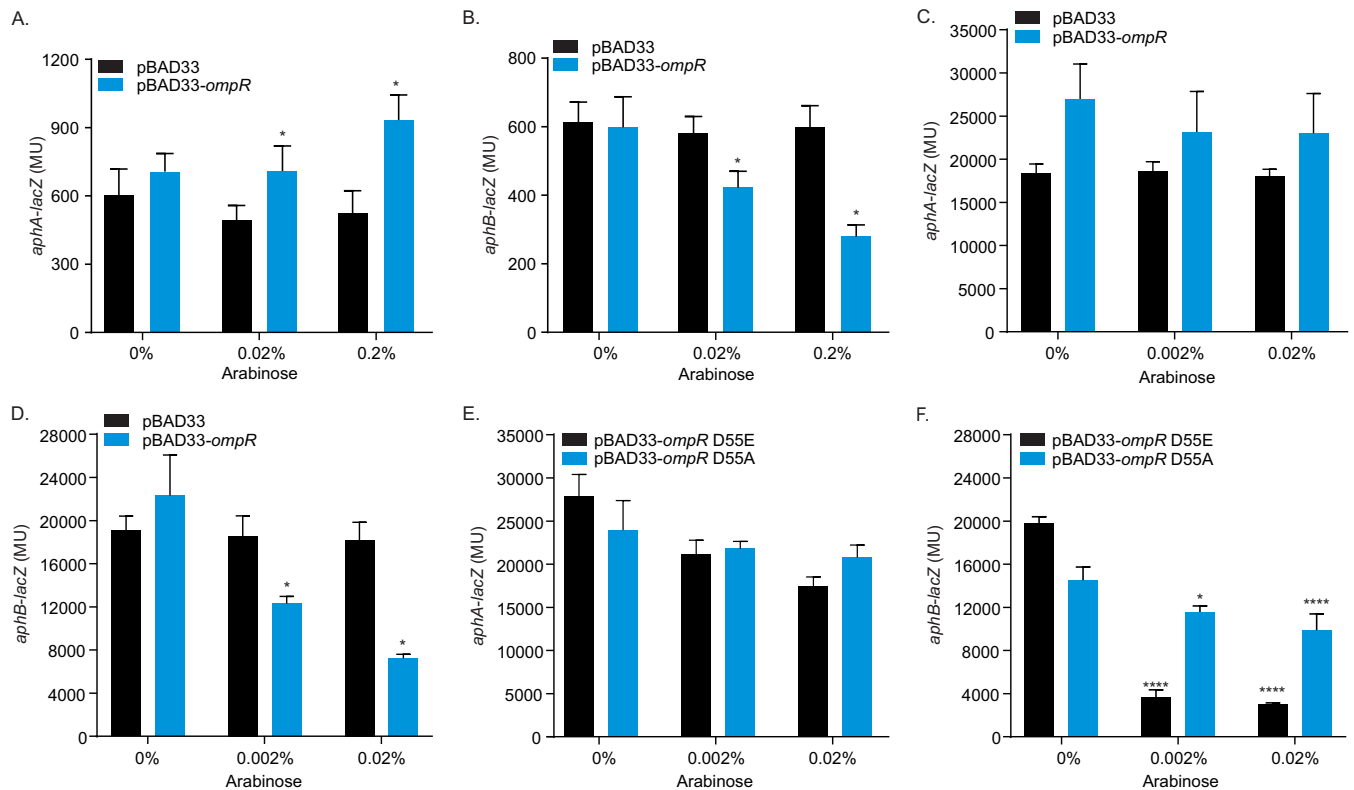 A.
pBAD33
pBAD33-ompR
aphA-lacZ (MU)
1200
900
600
300
0
*
*
0%
0.02%
0.2%
Arabinose
B.
pBAD33
pBAD33-ompR
aphB-lacZ (MU)
800
600
400
200
0
*
*
0%
0.02%
0.2%
Arabinose
C.
pBAD33
pBAD33-ompR
aphA-lacZ (MU)
35000
30000
25000
20000
15000
10000
5000
0
0%
0.002%
0.02%
Arabinose
D.
pBAD33
pBAD33-ompR
aphB-lacZ (MU)
28000
24000
20000
16000
12000
8000
4000
0
*
*
0%
0.002%
0.02%
Arabinose
E.
pBAD33-ompR D55E
pBAD33-ompR D55A
aphA-lacZ (MU)
35000
30000
25000
20000
15000
10000
5000
0
0%
0.002%
0.02%
Arabinose
F.
pBAD33-ompR D55E
pBAD33-ompR D55A
aphB-lacZ (MU)
28000
24000
20000
16000
12000
8000
4000
0
****
*
****
****
0%
0.002%
0.02%
Arabinose